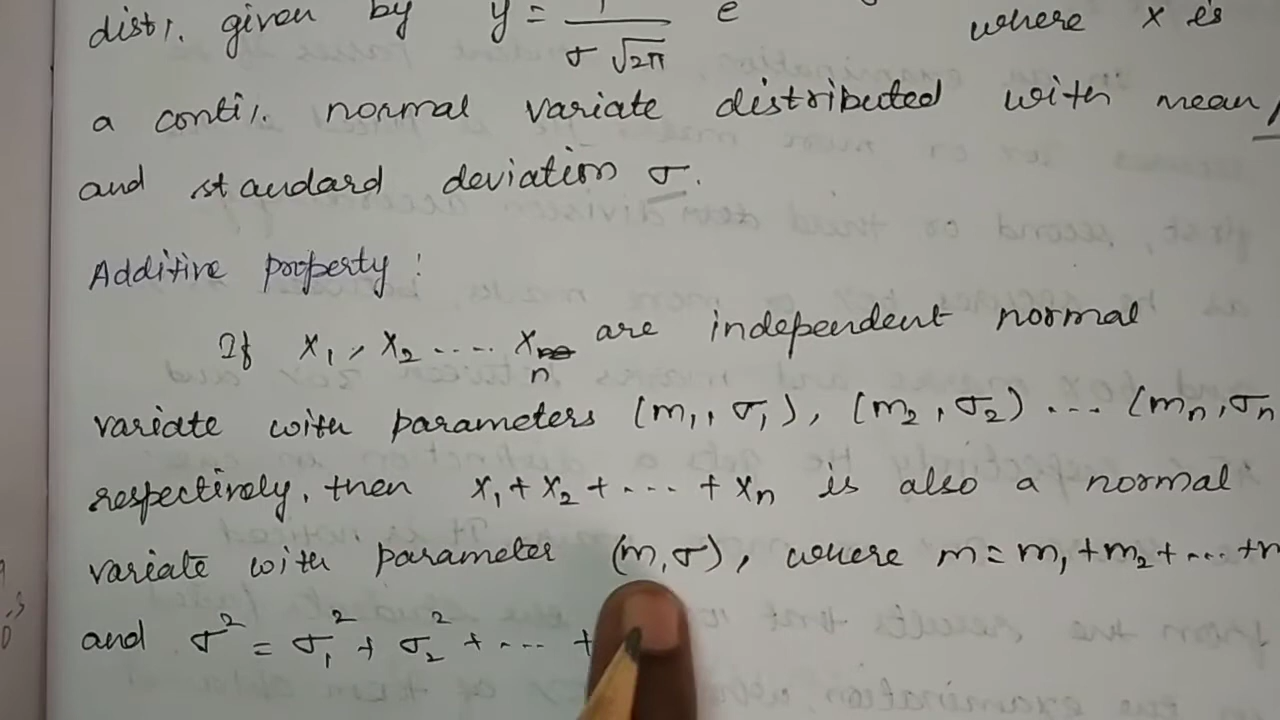 dist/. given by y = 1/σ√2π e where x is
a conti/. normal variate distributed with mean
and standard deviation σ.
Additive property :
If x₁, x₂ .... xₙ are independent normal
variate with parameters (m₁, σ₁), (m₂, σ₂) ... (mₙ, σₙ
respectively, then x₁ + x₂ + ... + xₙ is also a normal
variate with parameter (m, σ), where m = m₁ + m₂ + ... + m
and σ² = σ₁² + σ₂² + ... +